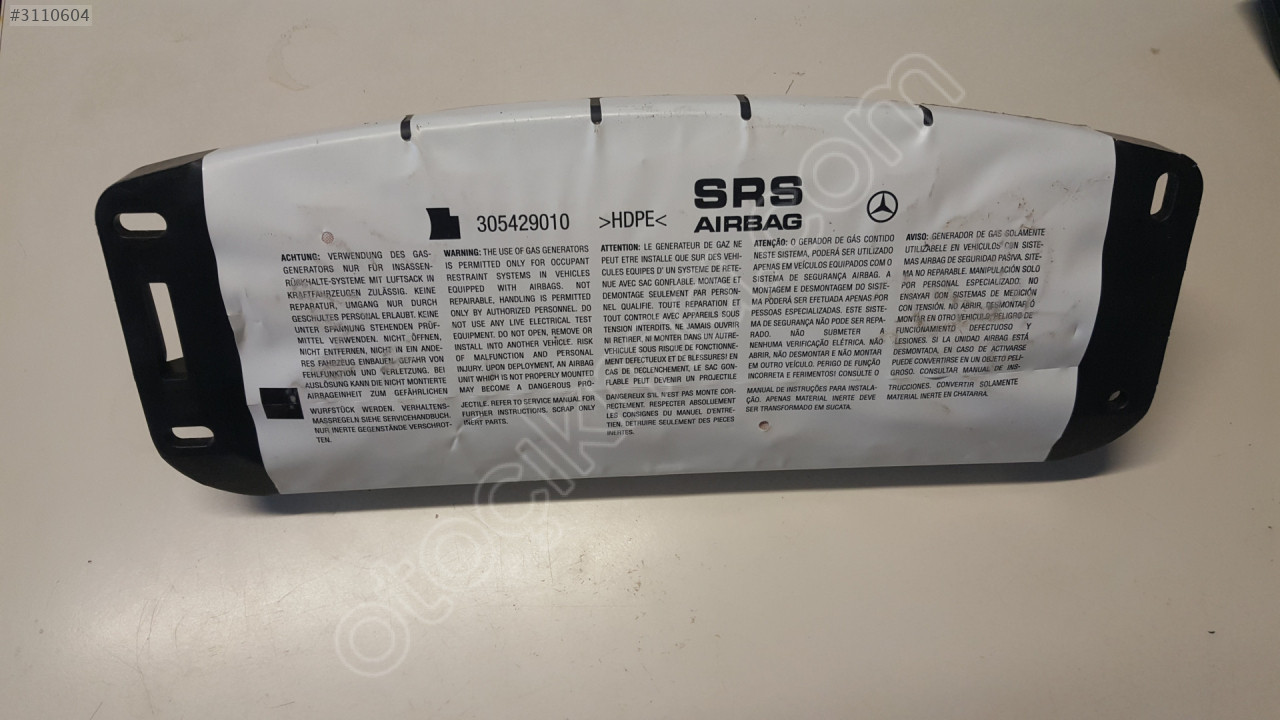 #3110604
305429010 >HDPE<
SRS
AIRBAG
ACHTUNG: VERWENDUNG DES GAS-
GENERATORS NUR FÜR INSASSEN-
RÜKHALTE-SYSTEME MIT LUFTSACK IN
KRAFTFAHRZEUGEN ZULÄSSIG. KEINE
REPARATUR, UMGANG NUR DURCH
GESCHULTES PERSONAL ERLAUBT. KEINE
UNTER SPANNUNG STEHENDEN PRÜF-
MITTEL VERWENDEN. NICHT ÖFFNEN,
NICHT ENTFERNEN, NICHT IN EIN ANDE-
RES FAHRZEUG EINBAUEN. GEFAHR VON
FEHLFUNKTION UND VERLETZUNG. BEI
AUSLÖSUNG KANN DIE NICHT MONTIERTE
AIRBAGEINHEIT ZUM GEFÄHRLICHEN
WURFSTÜCK WERDEN. VERHALTENS-
MASSREGELN SIEHE SERVICEHANDBUCH.
NUR INERTE GEGENSTÄNDE VERSCHROT-
TEN.
WARNING: THE USE OF GAS GENERATORS
IS PERMITTED ONLY FOR OCCUPANT
RESTRAINT SYSTEMS IN VEHICLES
EQUIPPED WITH AIRBAGS. NOT
REPAIRABLE, HANDLING IS PERMITTED
ONLY BY AUTHORIZED PERSONNEL. DO
NOT USE ANY LIVE ELECTRICAL TEST
EQUIPMENT. DO NOT OPEN, REMOVE OR
INSTALL INTO ANOTHER VEHICLE. RISK
OF MALFUNCTION AND PERSONAL
INJURY. UPON DEPLOYMENT, AN AIRBAG
UNIT WHICH IS NOT PROPERLY MOUNTED
MAY BECOME A DANGEROUS PRO-
JECTILE. REFER TO SERVICE MANUAL FOR
FURTHER INSTRUCTIONS. SCRAP ONLY
INERT PARTS.
ATTENTION: LE GENERATEUR DE GAZ NE
PEUT ETRE INSTALLE QUE SUR DES VEHI-
CULES EQUIPES D' UN SYSTEME DE RETE-
NUE AVEC SAC GONFLABLE. MONTAGE ET
DEMONTAGE SEULEMENT PAR PERSON-
NEL QUALIFIE. TOUTE REPARATION ET
TOUT CONTROLE AVEC APPAREILS SOUS
TENSION INTERDITS. NE JAMAIS OUVRIR
NI RETIRER, NI MONTER DANS UN AUTRE-
VEHICULE SOUS RISQUE DE FONCTIONNE-
MENT DEFECTUEUX ET DE BLESSURES! EN
CAS DE DECLENCHEMENT, LE SAC GON-
FLABLE PEUT DEVENIR UN PROJECTILE
DANGEREUX S'IL N'EST PAS MONTE COR-
RECTEMENT. RESPECTER ABSOLUEMENT
LES CONSIGNES DU MANUEL D'ENTRE-
TIEN. DETRUIRE SEULEMENT DES PIECES
INERTES.
ATENÇÃO: O GERADOR DE GÁS CONTIDO
NESTE SISTEMA, PODERÁ SER UTILIZADO
APENAS EM VEÍCULOS EQUIPADOS COM O
SISTEMA DE SEGURANÇA AIRBAG. A
MONTAGEM E DESMONTAGEM DO SISTE-
MA PODERÁ SER EFETUADA APENAS POR
PESSOAS ESPECIALIZADAS. ESTE SISTE-
MA DE SEGURANÇA NÃO PODE SER REPA-
RADO. NÃO SUBMETER A
NENHUMA VERIFICAÇÃO ELÉTRICA. NÃO
ABRIR, NÃO DESMONTAR E NÃO MONTAR
EM OUTRO VEÍCULO. PERIGO DE FUNÇÃO
INCORRETA E FERIMENTOS! CONSULTE O
MANUAL DE INSTRUÇÕES PARA INSTALA-
ÇÃO. APENAS MATERIAL INERTE DEVE
SER TRANSFORMADO EM SUCATA.
AVISO: GENERADOR DE GAS SOLAMENTE
UTILIZABELE EN VEHICULOS CON SISTE-
MAS AIRBAG DE SEGURIDAD PASIVA. SITE-
MA NO REPARABLE. MANIPULACIÓN SOLO
POR PERSONAL ESPECIALIZADO. NO
ENSAYAR CON SISTEMAS DE MEDICIÓN
CON TENSIÓN. NO ABRIR, DESMONTAR Ó
MONTAR EN OTRO VEHICULO. PELIGRO DE
FUNCIONAMIENTO DEFECTUOSO Y
LESIONES. SI LA UNIDAD AIRBAG ESTÁ
DESMONTADA, EN CASO DE ACTIVARSE
PUEDE CONVERTIRSE EN UN OBJETO PELI-
GROSO. CONSULTAR MANUAL DE INS-
TRUCCIONES. CONVERTIR SOLAMENTE
MATERIAL INERTE EN CHATARRA.